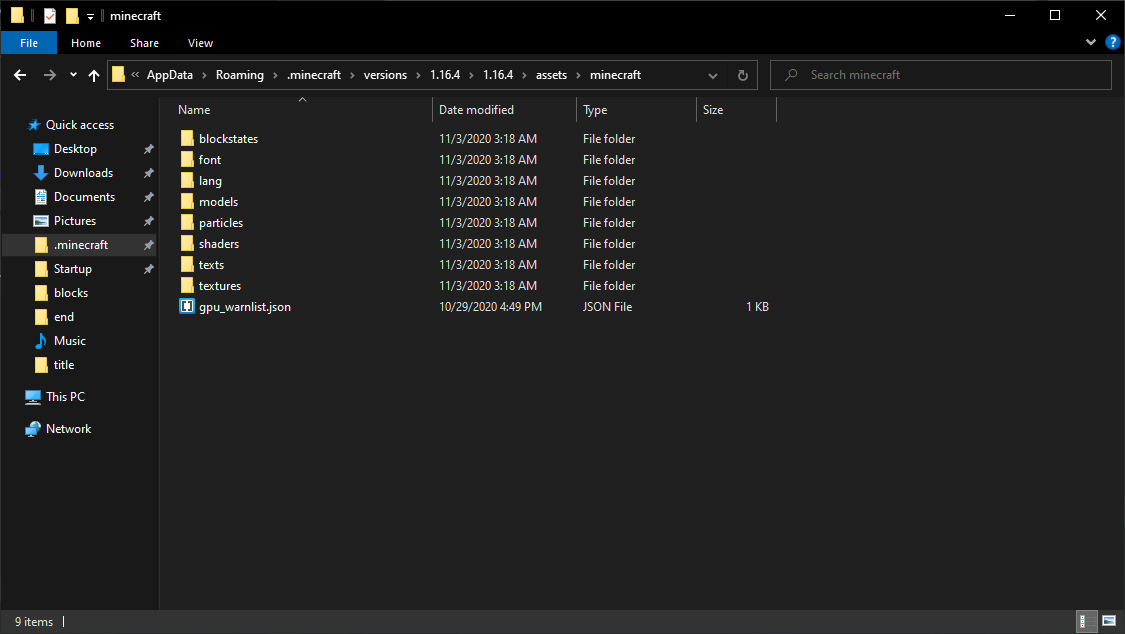 minecraft
File Home Share View
« AppData › Roaming › .minecraft › versions › 1.16.4 › 1.16.4 › assets › minecraft Search minecraft
Name Date modified Type Size
Quick access
Desktop
Downloads
Documents
Pictures
.minecraft
Startup
blocks
end
Music
title
This PC
Network
blockstates 11/3/2020 3:18 AM File folder
font 11/3/2020 3:18 AM File folder
lang 11/3/2020 3:18 AM File folder
models 11/3/2020 3:18 AM File folder
particles 11/3/2020 3:18 AM File folder
shaders 11/3/2020 3:18 AM File folder
texts 11/3/2020 3:18 AM File folder
textures 11/3/2020 3:18 AM File folder
gpu_warnlist.json 10/29/2020 4:49 PM JSON File 1 KB
9 items